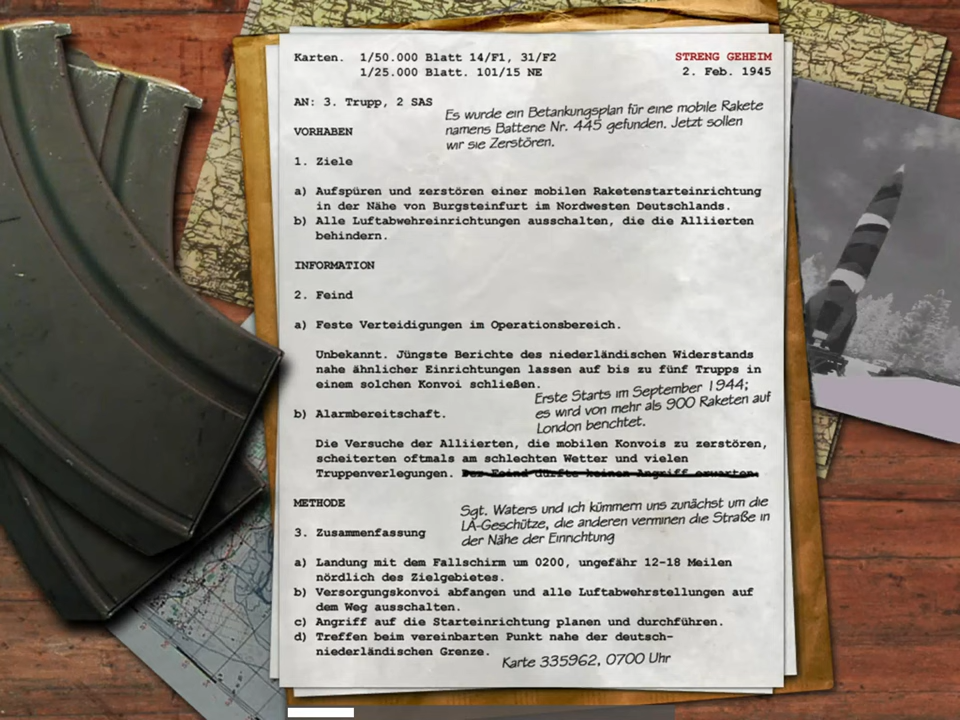 Karten.  1/50.000 Blatt 14/F1, 31/F2
STRENG GEHEIM
1/25.000 Blatt. 101/15 NE
2. Feb. 1945
AN: 3. Trupp, 2 SAS
Es wurde ein Betankungsplan für eine mobile Rakete
namens Batterie Nr. 445 gefunden. Jetzt sollen
wir sie Zerstören.
VORHABEN
1. Ziele
a) Aufspüren und zerstören einer mobilen Raketenstarteinrichtung
in der Nähe von Burgsteinfurt im Nordwesten Deutschlands.
b) Alle Luftabwehreinrichtungen ausschalten, die die Alliierten
behindern.
INFORMATION
2. Feind
a) Feste Verteidigungen im Operationsbereich.
Unbekannt. Jüngste Berichte des niederländischen Widerstands
nahe ähnlicher Einrichtungen lassen auf bis zu fünf Trupps in
einem solchen Konvoi schließen.
Erste Starts im September 1944;
es wird von mehr als 900 Raketen auf
London berichtet.
b) Alarmbereitschaft.
Die Versuche der Alliierten, die mobilen Konvois zu zerstören,
scheiterten oftmals am schlechten Wetter und vielen
Truppenverlegungen. Der Feind dürfte keinen Angriff erwarten.
METHODE
Sgt. Waters und ich kümmern uns zunächst um die
LA-Geschütze, die anderen verminen die Straße in
der Nähe der Einrichtung
3. Zusammenfassung
a) Landung mit dem Fallschirm um 0200, ungefähr 12-18 Meilen
nördlich des Zielgebietes.
b) Versorgungskonvoi abfangen und alle Luftabwehrstellungen auf
dem Weg ausschalten.
c) Angriff auf die Starteinrichtung planen und durchführen.
d) Treffen beim vereinbarten Punkt nahe der deutsch-
niederländischen Grenze.
Karte 335962, 0700 Uhr